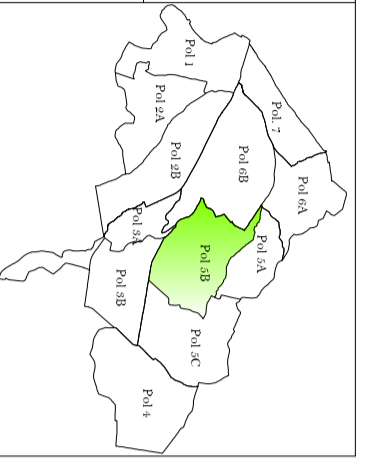 Pol 1
Pol. 7
Pol 2A
Pol 2B
Pol 6B
Pol 6A
Pol 3A
Pol 5B
Pol 5A
Pol 3B
Pol 5C
Pol 4